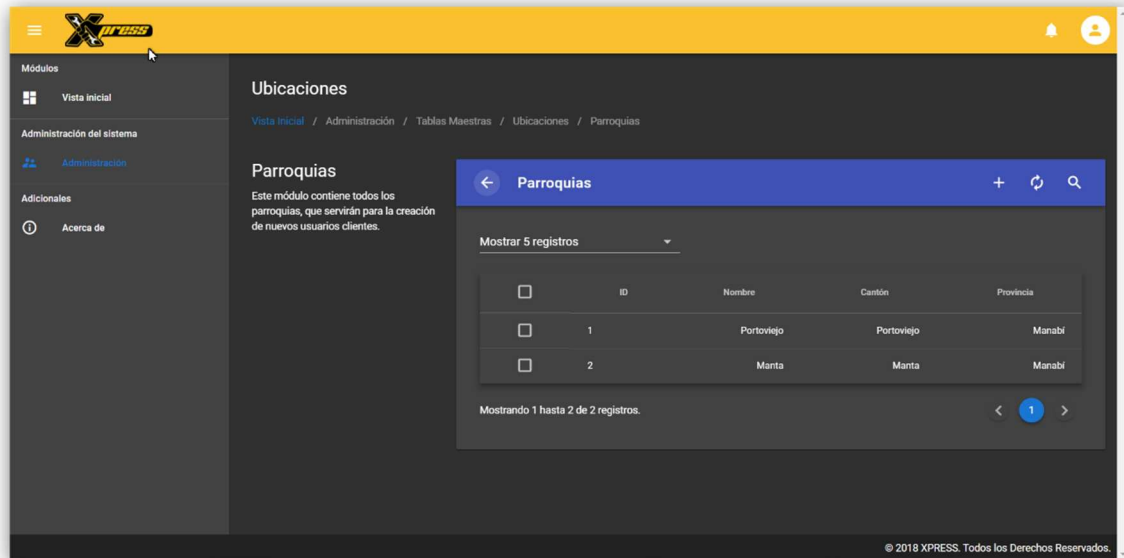 Xpress
Módulos
Vista inicial
Administración del sistema
Administración
Adicionales
Acerca de
Ubicaciones
Vista inicial / Administración / Tablas Maestras / Ubicaciones / Parroquias
Parroquias
Este módulo contiene todos los
parroquias, que servirán para la creación
de nuevos usuarios clientes.
Parroquias
Mostrar 5 registros
ID Nombre Cantón Provincia
1 Portoviejo Portoviejo Manabí
2 Manta Manta Manabí
Mostrando 1 hasta 2 de 2 registros.
1
© 2018 XPRESS. Todos los Derechos Reservados.